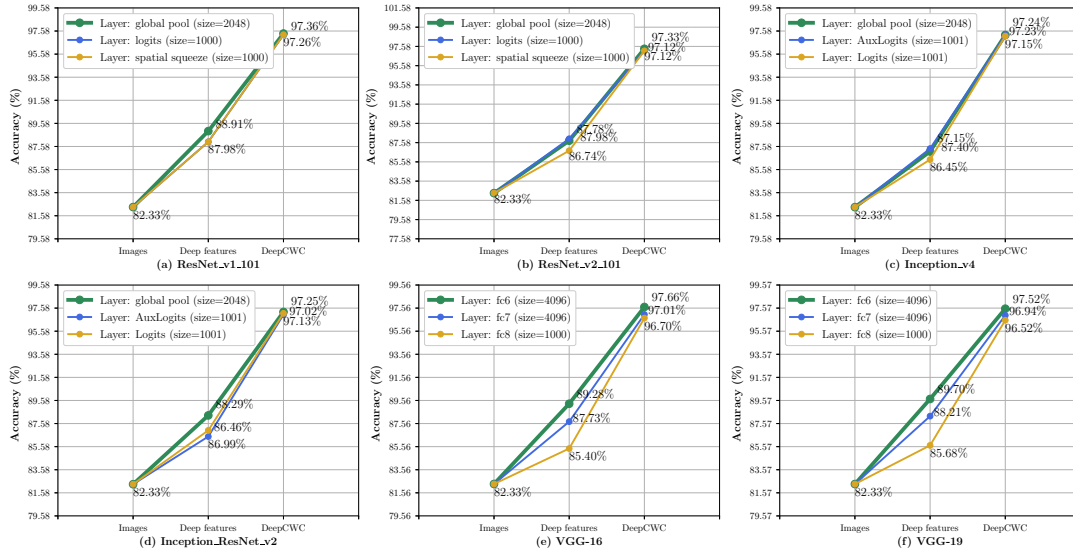 101.58
99.58
97.58
95.58
93.58
91.58
89.58
87.58
85.58
83.58
81.58
79.58
Accuracy (%)
Layer: global pool (size=2048)
Layer: logits (size=1000)
Layer: spatial squeeze (size=1000)
97.36%
97.26%
88.91%
87.98%
82.33%
Images
Deep features
DeepCWC
(a) ResNet_v1_101
101.58
99.58
97.58
95.58
93.58
91.58
89.58
87.58
85.58
83.58
81.58
79.58
77.58
Accuracy (%)
Layer: global pool (size=2048)
Layer: logits (size=1000)
Layer: spatial squeeze (size=1000)
97.33%
97.12%
97.12%
87.78%
87.98%
86.74%
82.33%
Images
Deep features
DeepCWC
(b) ResNet_v2_101
99.58
97.58
95.58
93.58
91.58
89.58
87.58
85.58
83.58
81.58
79.58
Accuracy (%)
Layer: global pool (size=2048)
Layer: AuxLogits (size=1001)
Layer: Logits (size=1001)
97.24%
97.23%
97.15%
87.15%
87.40%
86.45%
82.33%
Images
Deep features
DeepCWC
(c) Inception_v4
99.58
97.58
95.58
93.58
91.58
89.58
87.58
85.58
83.58
81.58
79.58
Accuracy (%)
Layer: global pool (size=2048)
Layer: AuxLogits (size=1001)
Layer: Logits (size=1001)
97.25%
97.02%
97.13%
88.29%
86.46%
86.99%
82.33%
Images
Deep features
DeepCWC
(d) Inception_ResNet_v2
99.56
97.56
95.56
93.56
91.56
89.56
87.56
85.56
83.56
81.56
79.56
Accuracy (%)
Layer: fc6 (size=4096)
Layer: fc7 (size=4096)
Layer: fc8 (size=1000)
97.66%
97.01%
96.70%
89.28%
87.73%
85.40%
82.33%
Images
Deep features
DeepCWC
(e) VGG-16
99.57
97.57
95.57
93.57
91.57
89.57
87.57
85.57
83.57
81.57
79.57
Accuracy (%)
Layer: fc6 (size=4096)
Layer: fc7 (size=4096)
Layer: fc8 (size=1000)
97.52%
96.94%
96.52%
89.70%
88.21%
85.68%
82.33%
Images
Deep features
DeepCWC
(f) VGG-19